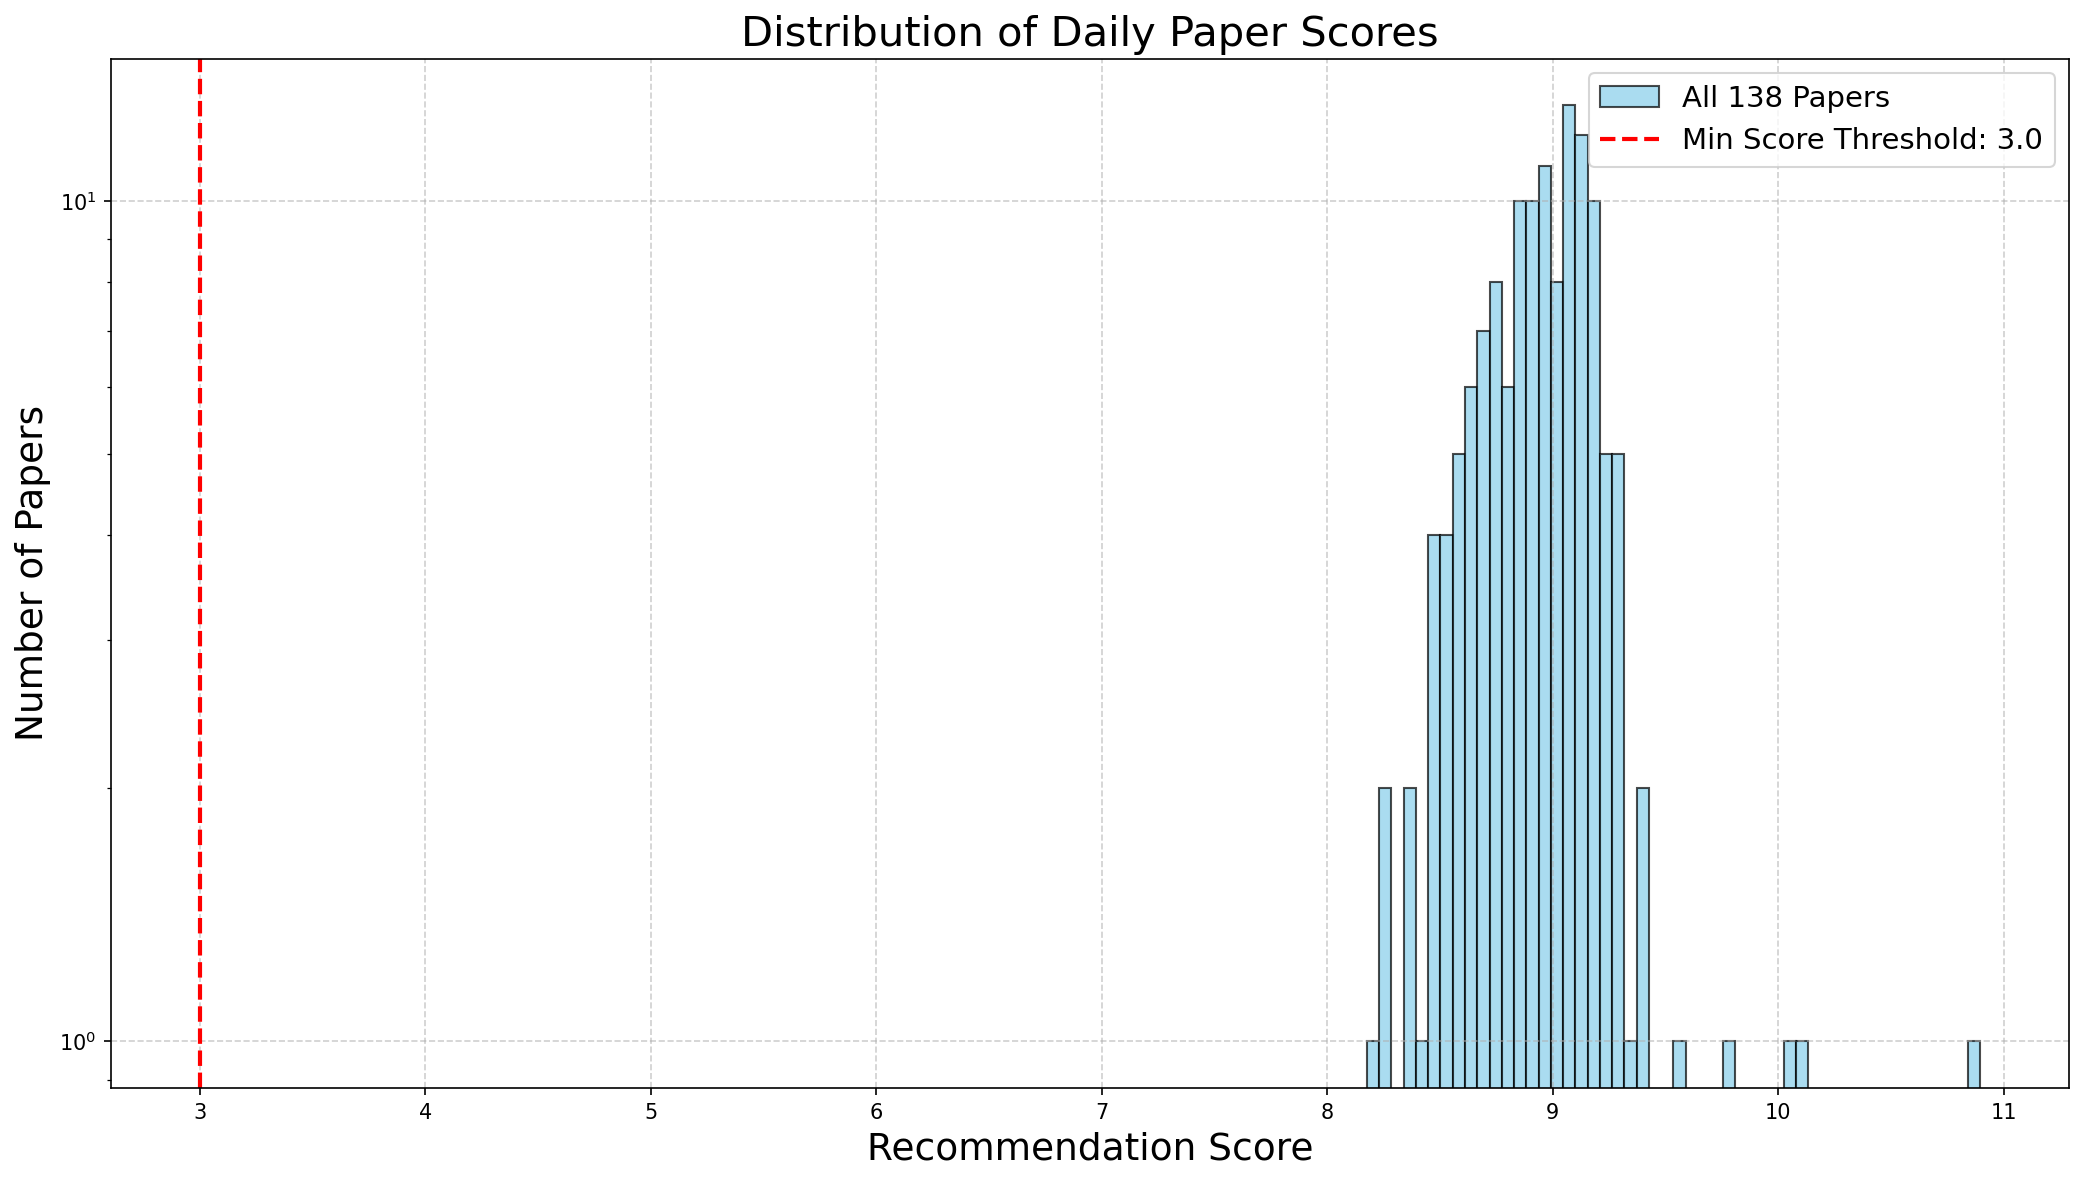 Distribution of Daily Paper Scores
All 138 Papers
Min Score Threshold: 3.0
Number of Papers
10¹
10⁰
3 4 5 6 7 8 9 10 11
Recommendation Score